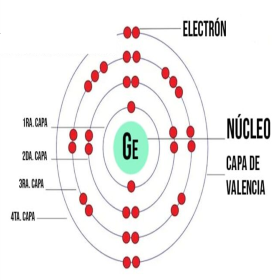 ELECTRÓN
1RA. CAPA
NÚCLEO
GE
2DA. CAPA
CAPA DE
VALENCIA
3RA. CAPA
4TA. CAPA